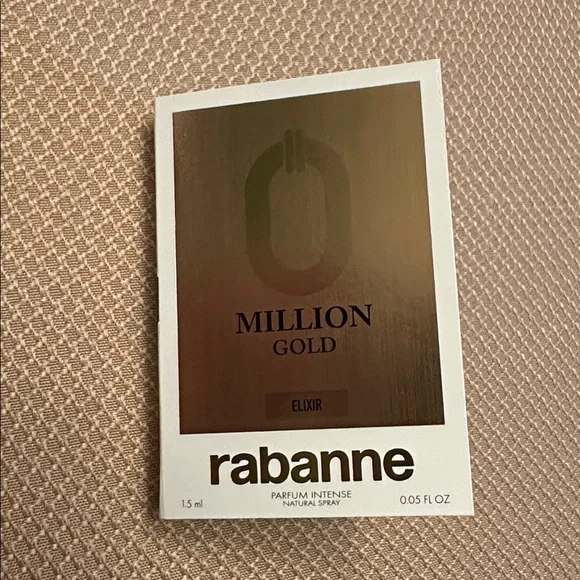 MILLION
GOLD
ELIXIR
rabanne
PARFUM INTENSE
NATURAL SPRAY
1.5 ml 0.05 FL OZ